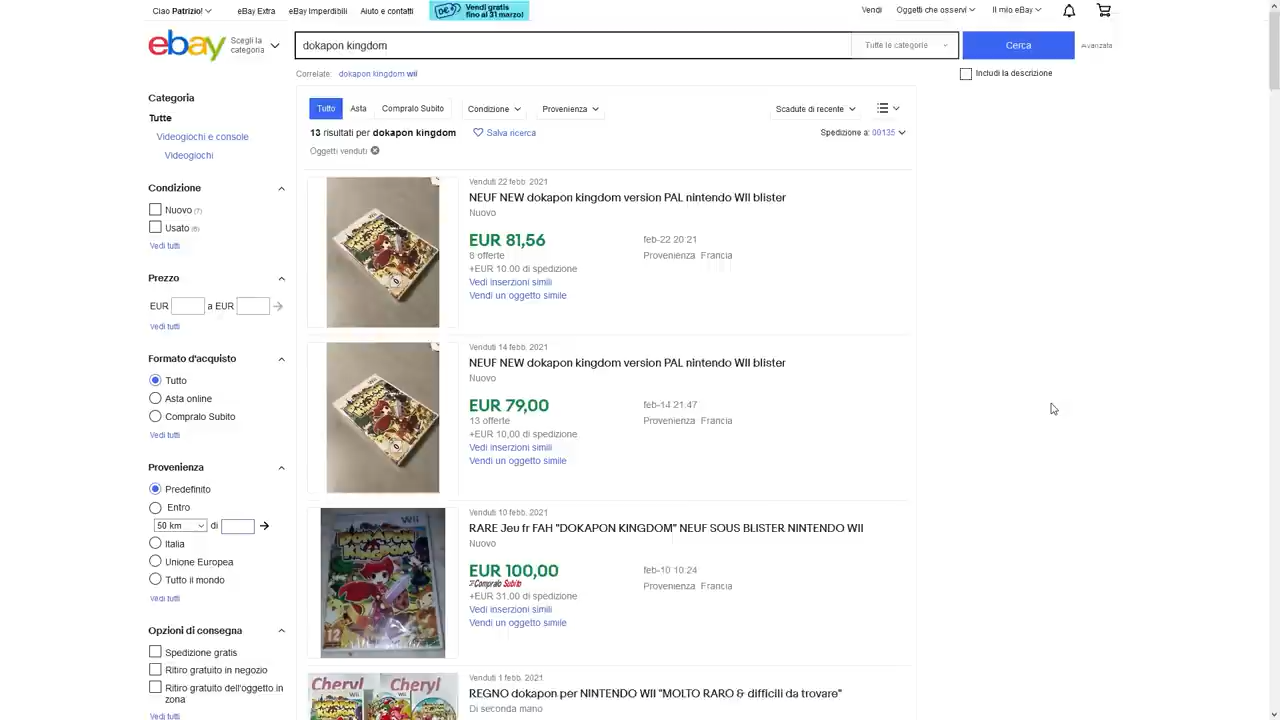 Ciao Patrizio!
eBay Extra
eBay Imperdibili
Aiuto e contatti
Vendi gratis
fino al 31 marzo!
Vendi
Oggetti che osservi
Il mio eBay
ebay
Scegli la
categoria
dokapon kingdom
Tutte le categorie
Cerca
Avanzata
Correlate: dokapon kingdom wii
Includi la descrizione
Categoria
Tutte
Videogiochi e console
Videogiochi
Condizione
Nuovo (7)
Usato (6)
Vedi tutti
Prezzo
EUR a EUR
Vedi tutti
Formato d'acquisto
Tutto
Asta online
Compralo Subito
Vedi tutti
Provenienza
Predefinito
Entro
50 km di
Italia
Unione Europea
Tutto il mondo
Vedi tutti
Opzioni di consegna
Spedizione gratis
Ritiro gratuito in negozio
Ritiro gratuito dell'oggetto in
zona
Vedi tutti
Tutto
Asta
Compralo Subito
Condizione
Provenienza
Scadute di recente
13 risultati per dokapon kingdom
Salva ricerca
Spedizione a: 00135
Oggetti venduti
Venduti 22 febb. 2021
NEUF NEW dokapon kingdom version PAL nintendo WII blister
Nuovo
EUR 81,56
feb-22 20:21
8 offerte
Provenienza Francia
+EUR 10.00 di spedizione
Vedi inserzioni simili
Vendi un oggetto simile
Venduti 14 febb. 2021
NEUF NEW dokapon kingdom version PAL nintendo WII blister
Nuovo
EUR 79,00
feb-14 21:47
13 offerte
Provenienza Francia
+EUR 10,00 di spedizione
Vedi inserzioni simili
Vendi un oggetto simile
Wii
DOKAPON
KINGDOM
12
Venduti 10 febb. 2021
RARE Jeu fr FAH "DOKAPON KINGDOM" NEUF SOUS BLISTER NINTENDO WII
Nuovo
EUR 100,00
feb-10 10:24
Compralo Subito
Provenienza Francia
+EUR 31.00 di spedizione
Vedi inserzioni simili
Vendi un oggetto simile
Cheryl Cheryl
Venduti 1 febb. 2021
REGNO dokapon per NINTENDO WII "MOLTO RARO & difficili da trovare"
Di seconda mano